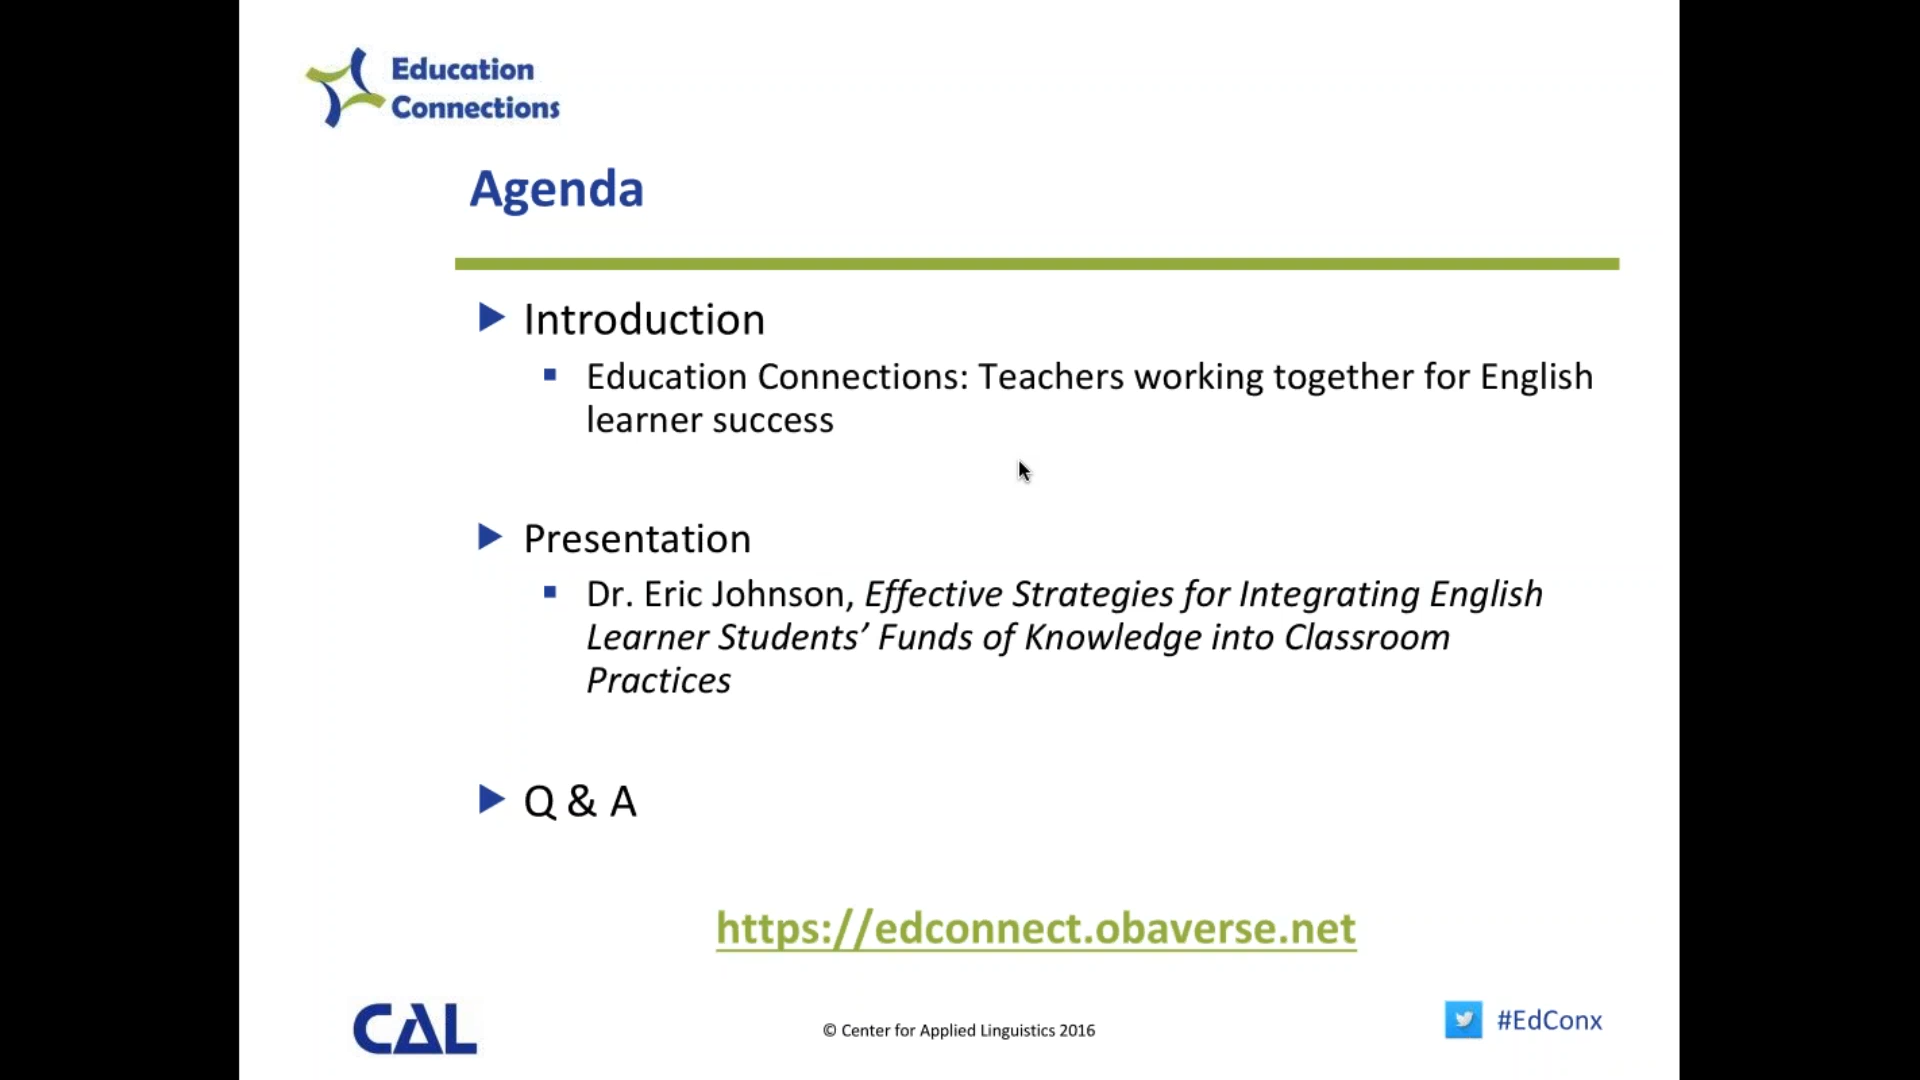 Education
Connections
Agenda
Introduction
Education Connections: Teachers working together for English
learner success
Presentation
Dr. Eric Johnson, Effective Strategies for Integrating English
Learner Students’ Funds of Knowledge into Classroom
Practices
Q & A
https://edconnect.obaverse.net
CAL
© Center for Applied Linguistics 2016
#EdConx